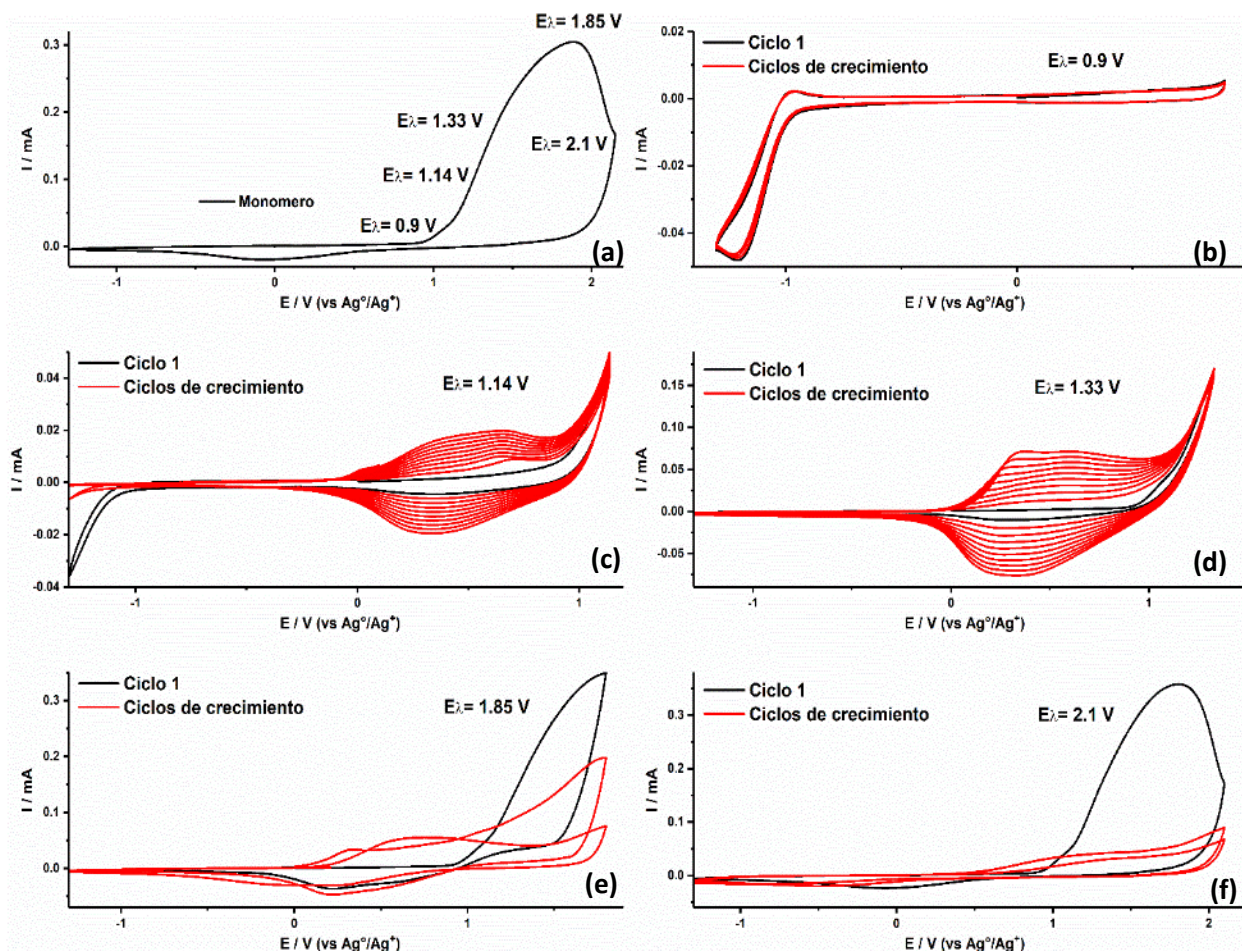 Eλ= 1.85 V
0.3
0.2
0.1
0.0
I / mA
Eλ= 1.33 V
Eλ= 2.1 V
Eλ= 1.14 V
Monomero
Eλ= 0.9 V
(a)
-1
0
1
2
E / V (vs Ag°/Ag⁺)
0.02
0.00
-0.02
-0.04
I / mA
Ciclo 1
Ciclos de crecimiento
Eλ= 0.9 V
(b)
-1
0
E / V (vs Ag°/Ag⁺)
0.04
0.02
0.00
-0.02
-0.04
I / mA
Ciclo 1
Ciclos de crecimiento
Eλ= 1.14 V
(c)
-1
0
1
E / V (vs Ag°/Ag⁺)
0.15
0.10
0.05
0.00
-0.05
I / mA
Ciclo 1
Ciclos de crecimiento
Eλ= 1.33 V
(d)
-1
0
1
E / V (vs Ag°/Ag⁺)
0.3
0.2
0.1
0.0
I / mA
Ciclo 1
Ciclos de crecimiento
Eλ= 1.85 V
(e)
-1
0
1
E / V (vs Ag°/Ag⁺)
0.3
0.2
0.1
0.0
I / mA
Ciclo 1
Ciclos de crecimiento
Eλ= 2.1 V
(f)
-1
0
1
2
E / V (vs Ag°/Ag⁺)